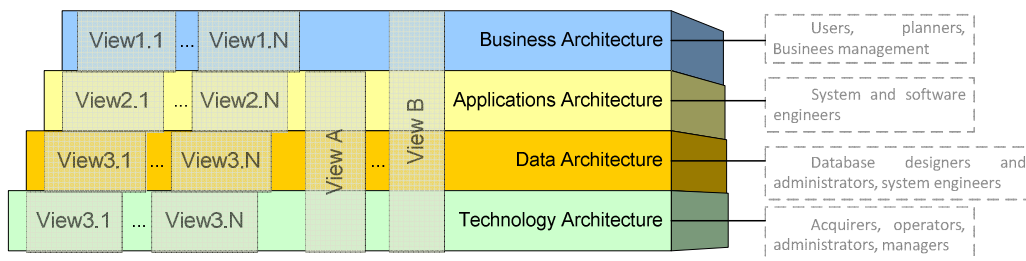 View1.1 ... View1.N Business Architecture
Users, planners,
Businees management
View2.1 ... View2.N Applications Architecture
System and software
engineers
View A ... View B
View3.1 ... View3.N Data Architecture
Database designers and
administrators, system engineers
View3.1 ... View3.N Technology Architecture
Acquirers, operators,
administrators, managers